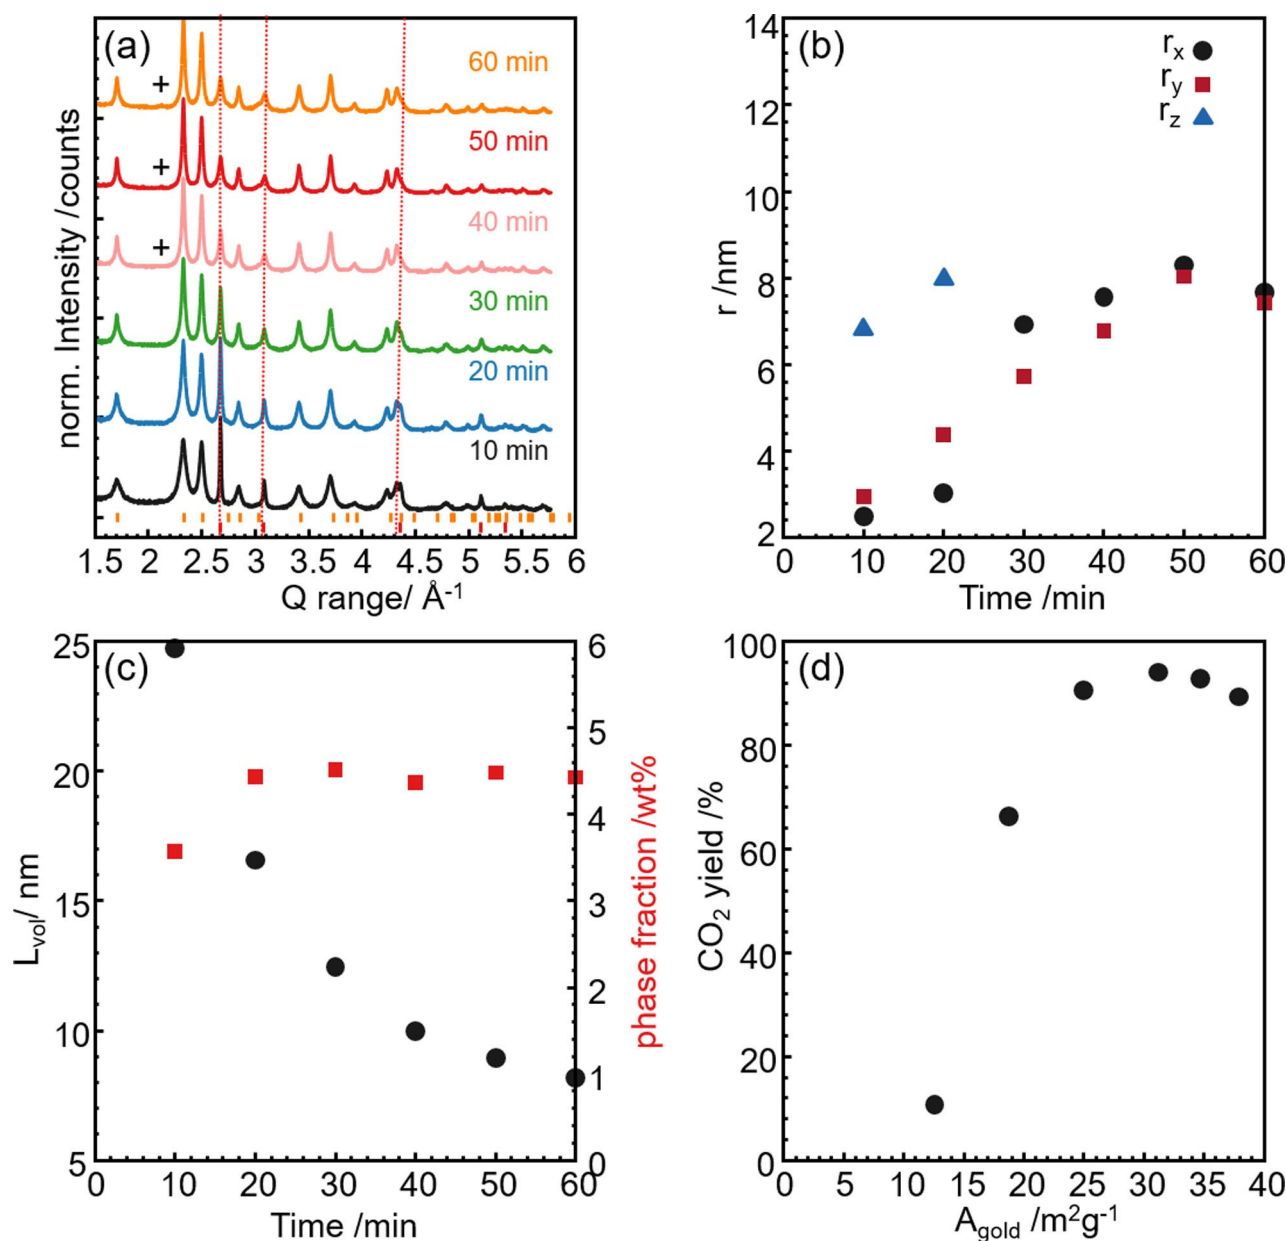 (a)
60 min
+
50 min
+
40 min
+
30 min
20 min
10 min
norm. Intensity /counts
1.5 2 2.5 3 3.5 4 4.5 5 5.5 6
Q range/ Å⁻¹
(b)
rₓ
r_y
r_z
14
12
10
8
6
4
2
r /nm
0 10 20 30 40 50 60
Time /min
(c)
25
20
15
10
5
L_vol/ nm
6
5
4
3
2
1
0
phase fraction /wt%
0 10 20 30 40 50 60
Time /min
(d)
100
80
60
40
20
0
CO₂ yield /%
0 5 10 15 20 25 30 35 40
A_gold /m²g⁻¹